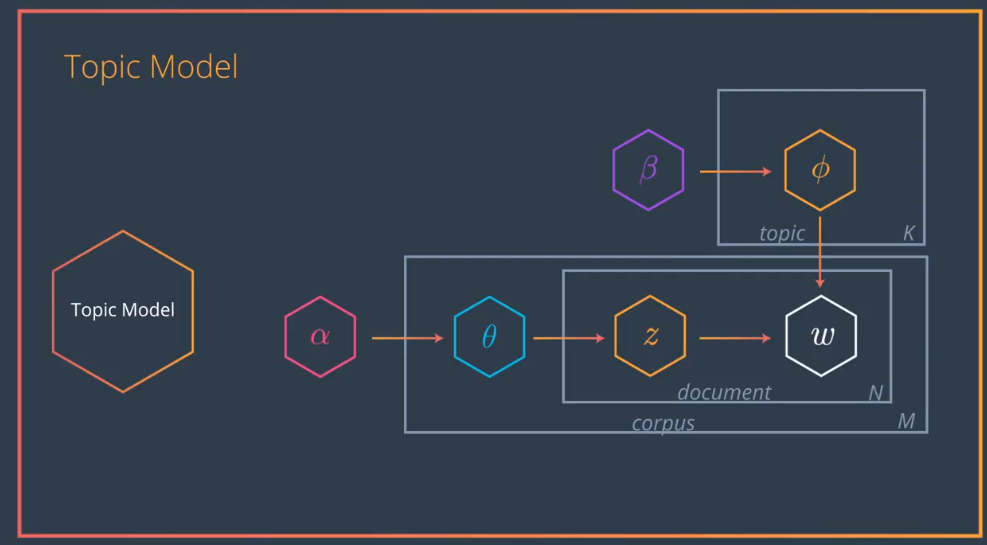 Topic Model
β
ϕ
topic
K
Topic Model
α
θ
z
w
document
N
corpus
M